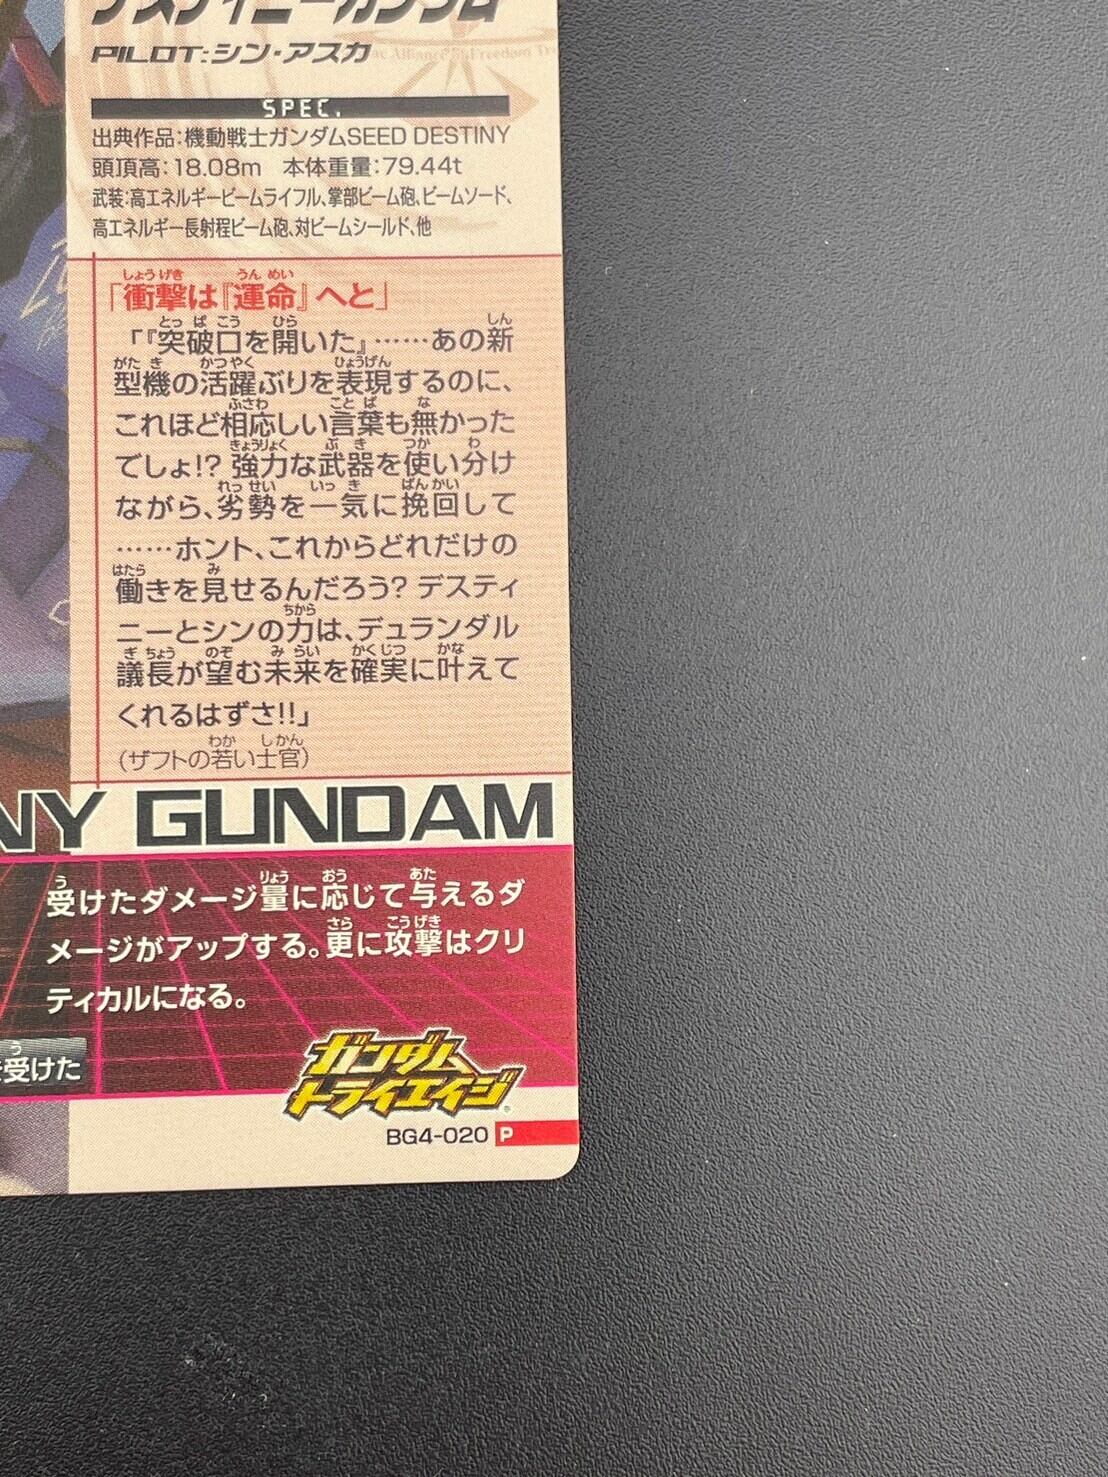 デスティニーガンダム
PILOT:シン・アスカ
SPEC.
出典作品:機動戦士ガンダムSEED DESTINY
頭頂高:18.08m 本体重量:79.44t
武装:高エネルギービームライフル、掌部ビーム砲、ビームソード、
高エネルギー長射程ビーム砲、対ビームシールド、他
「衝撃は『運命』へと」
「『突破口を開いた』……あの新
型機の活躍ぶりを表現するのに、
これほど相応しい言葉も無かった
でしょ!? 強力な武器を使い分け
ながら、劣勢を一気に挽回して
……ホント、これからどれだけの
働きを見せるんだろう? デスティ
ニーとシンの力は、デュランダル
議長が望む未来を確実に叶えて
くれるはずさ!!」
(ザフトの若い士官)
NY GUNDAM
受けたダメージ量に応じて与えるダ
メージがアップする。更に攻撃はクリ
ティカルになる。
を受けた
ガンダム
トライエイジ
BG4-020 P